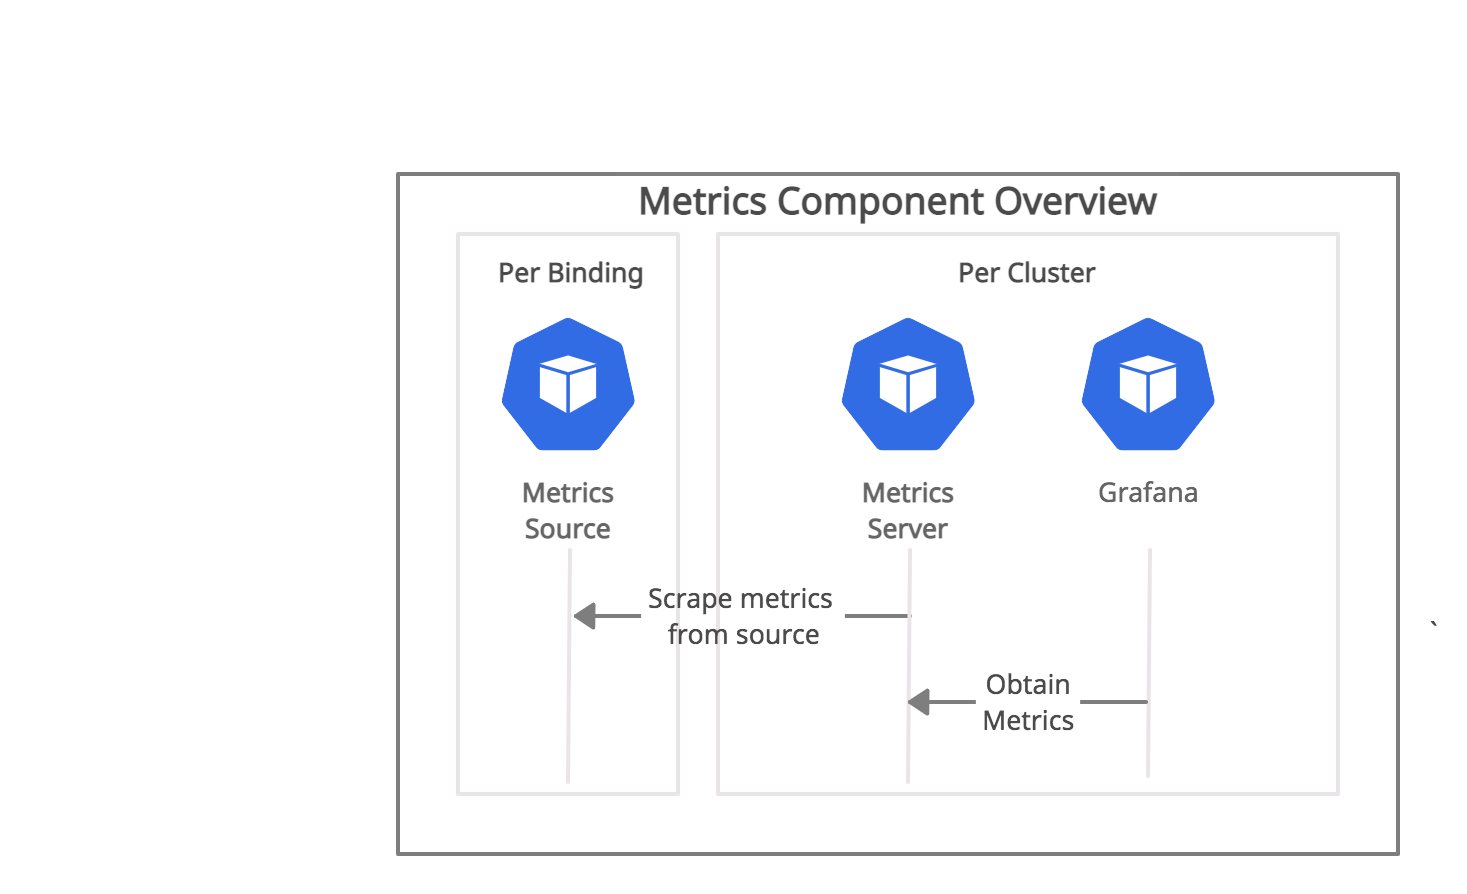 Metrics Component Overview
Per Binding
Per Cluster
Metrics
Source
Metrics
Server
Grafana
Scrape metrics
from source
Obtain
Metrics
`